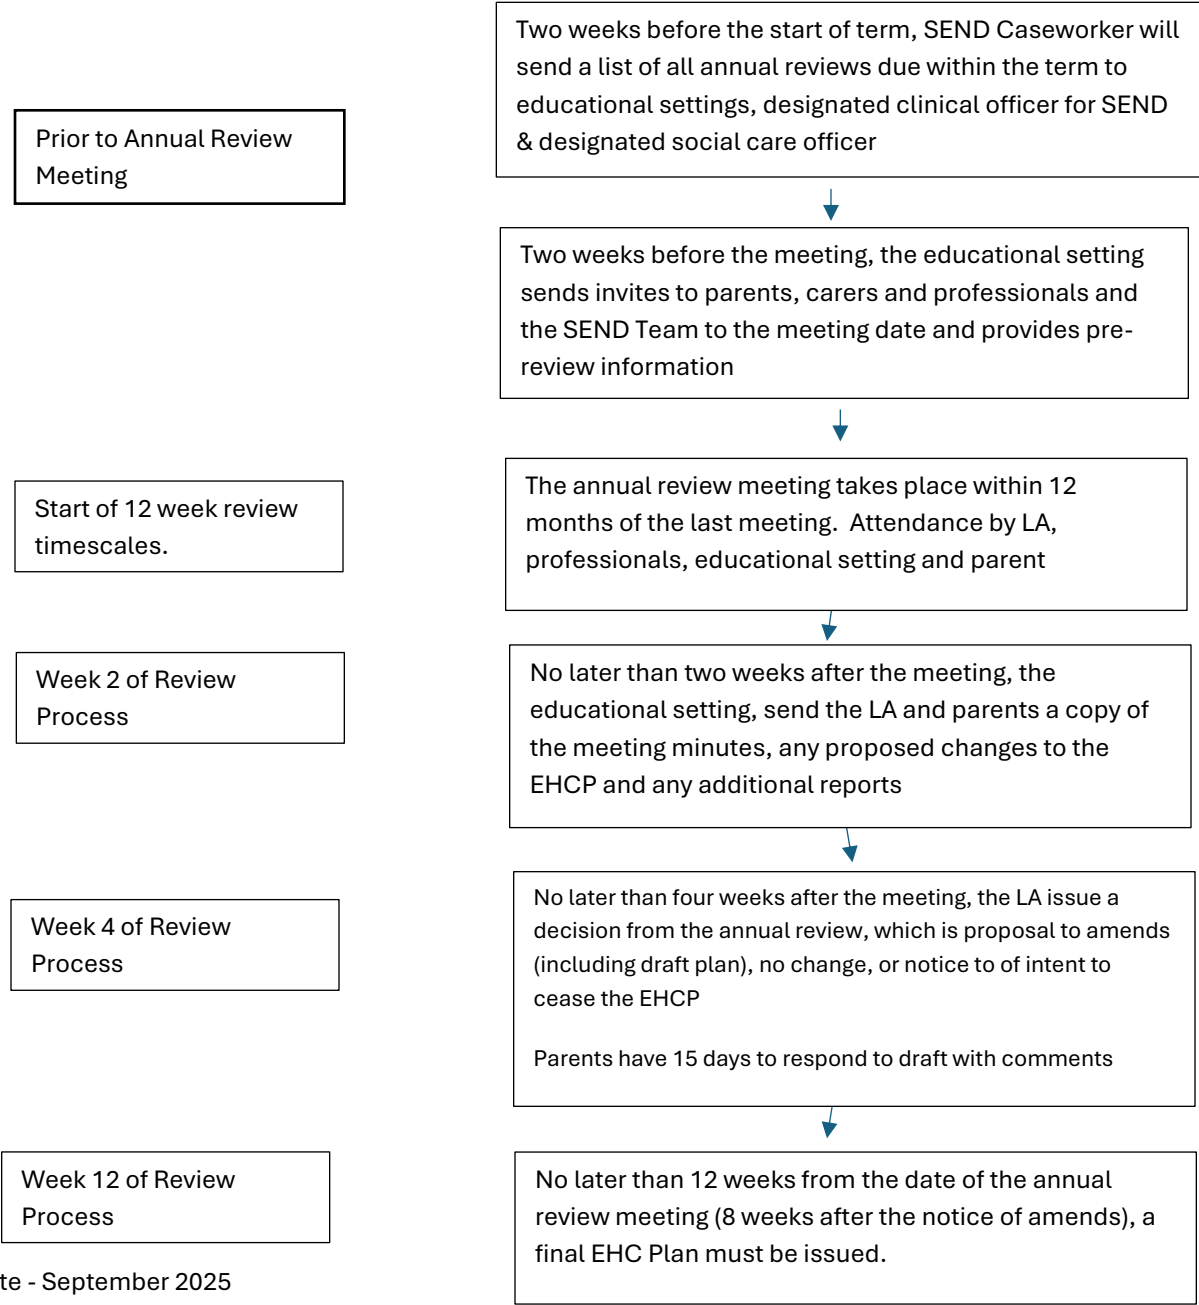 Two weeks before the start of term, SEND Caseworker will
send a list of all annual reviews due within the term to
educational settings, designated clinical officer for SEND
& designated social care officer
Prior to Annual Review
Meeting
Two weeks before the meeting, the educational setting
sends invites to parents, carers and professionals and
the SEND Team to the meeting date and provides pre-
review information
Start of 12 week review
timescales.
The annual review meeting takes place within 12
months of the last meeting.  Attendance by LA,
professionals, educational setting and parent
Week 2 of Review
Process
No later than two weeks after the meeting, the
educational setting, send the LA and parents a copy of
the meeting minutes, any proposed changes to the
EHCP and any additional reports
Week 4 of Review
Process
No later than four weeks after the meeting, the LA issue a
decision from the annual review, which is proposal to amends
(including draft plan), no change, or notice to of intent to
cease the EHCP
Parents have 15 days to respond to draft with comments
Week 12 of Review
Process
No later than 12 weeks from the date of the annual
review meeting (8 weeks after the notice of amends), a
final EHC Plan must be issued.
te - September 2025